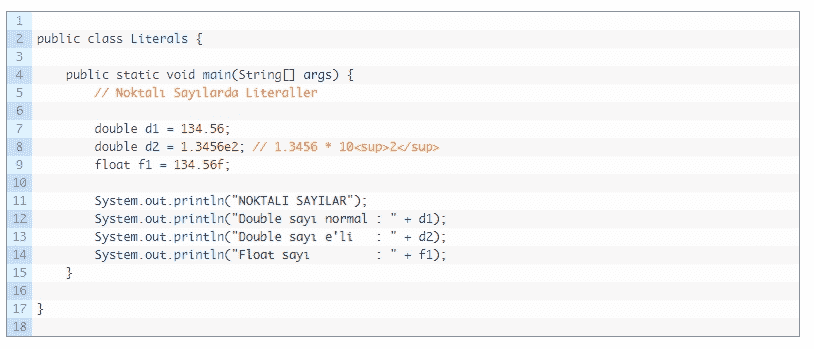 1
2 public class Literals {
3
4     public static void main(String[] args) {
5         // Noktalı Sayılarda Literaller
6
7         double d1 = 134.56;
8         double d2 = 1.3456e2; // 1.3456 * 10<sup>2</sup>
9         float f1 = 134.56f;
10
11         System.out.println("NOKTALI SAYILAR");
12         System.out.println("Double sayı normal : " + d1);
13         System.out.println("Double sayı e'li   : " + d2);
14         System.out.println("Float sayı         : " + f1);
15     }
16
17 }
18